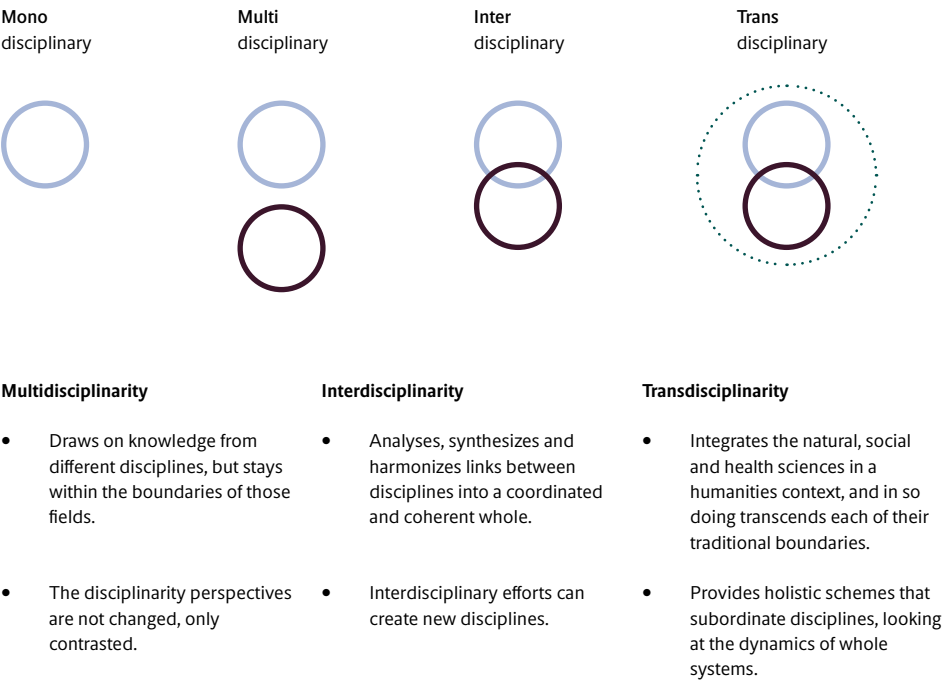 Mono
disciplinary
Multi
disciplinary
Inter
disciplinary
Trans
disciplinary
Multidisciplinarity
• Draws on knowledge from
different disciplines, but stays
within the boundaries of those
fields.
• The disciplinarity perspectives
are not changed, only
contrasted.
Interdisciplinarity
• Analyses, synthesizes and
harmonizes links between
disciplines into a coordinated
and coherent whole.
• Interdisciplinary efforts can
create new disciplines.
Transdisciplinarity
• Integrates the natural, social
and health sciences in a
humanities context, and in so
doing transcends each of their
traditional boundaries.
• Provides holistic schemes that
subordinate disciplines, looking
at the dynamics of whole
systems.